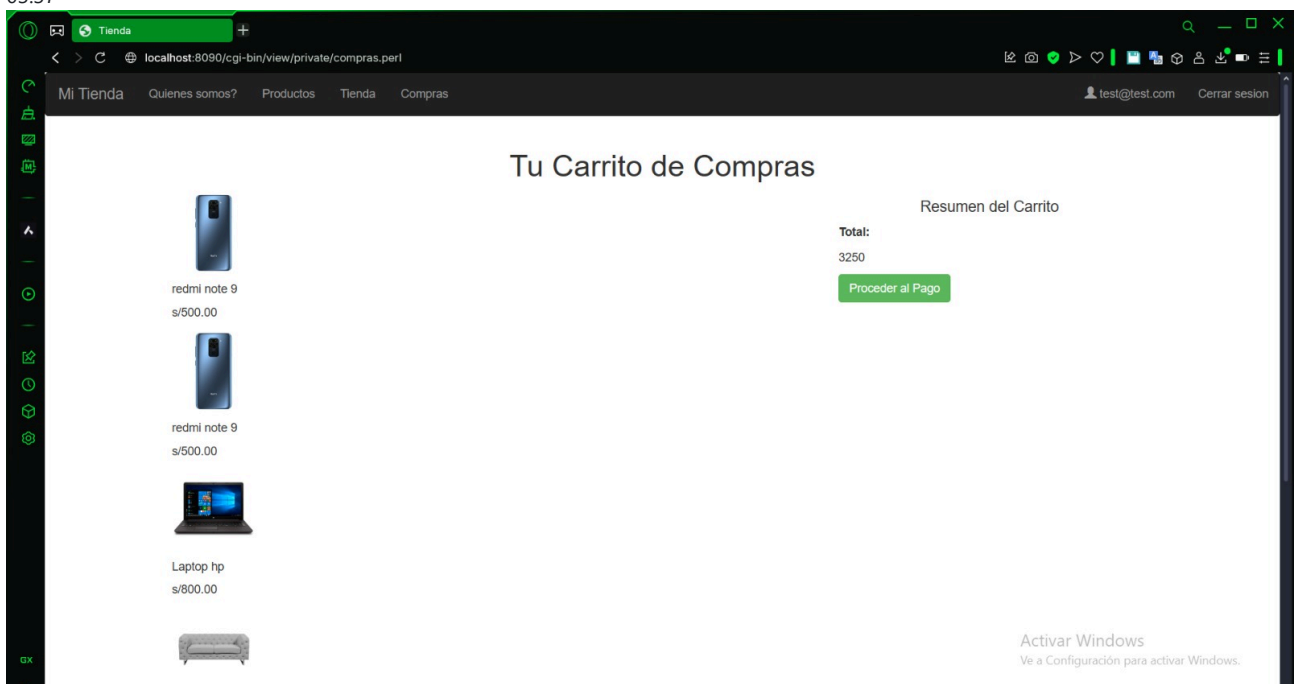 Tienda
localhost:8090/cgi-bin/view/private/compras.perl
Mi Tienda Quienes somos? Productos Tienda Compras test@test.com Cerrar sesion
Tu Carrito de Compras
Resumen del Carrito
Total:
3250
Proceder al Pago
redmi note 9
s/500.00
redmi note 9
s/500.00
Laptop hp
s/800.00
Activar Windows
Ve a Configuración para activar Windows.
GX